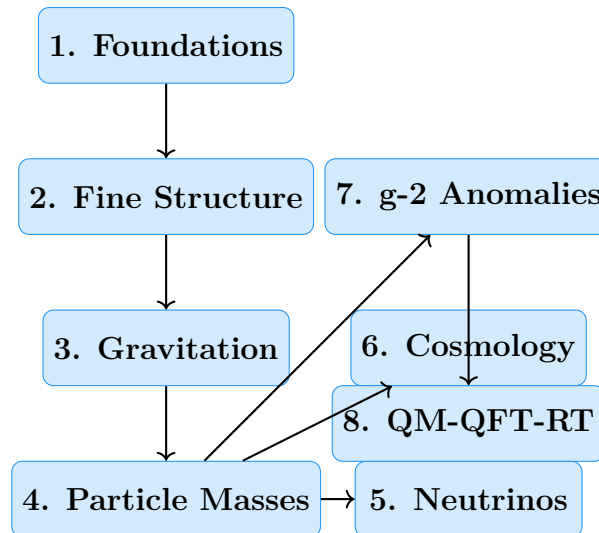 1. Foundations
2. Fine Structure
7. g-2 Anomalies
3. Gravitation
6. Cosmology
8. QM-QFT-RT
4. Particle Masses
5. Neutrinos